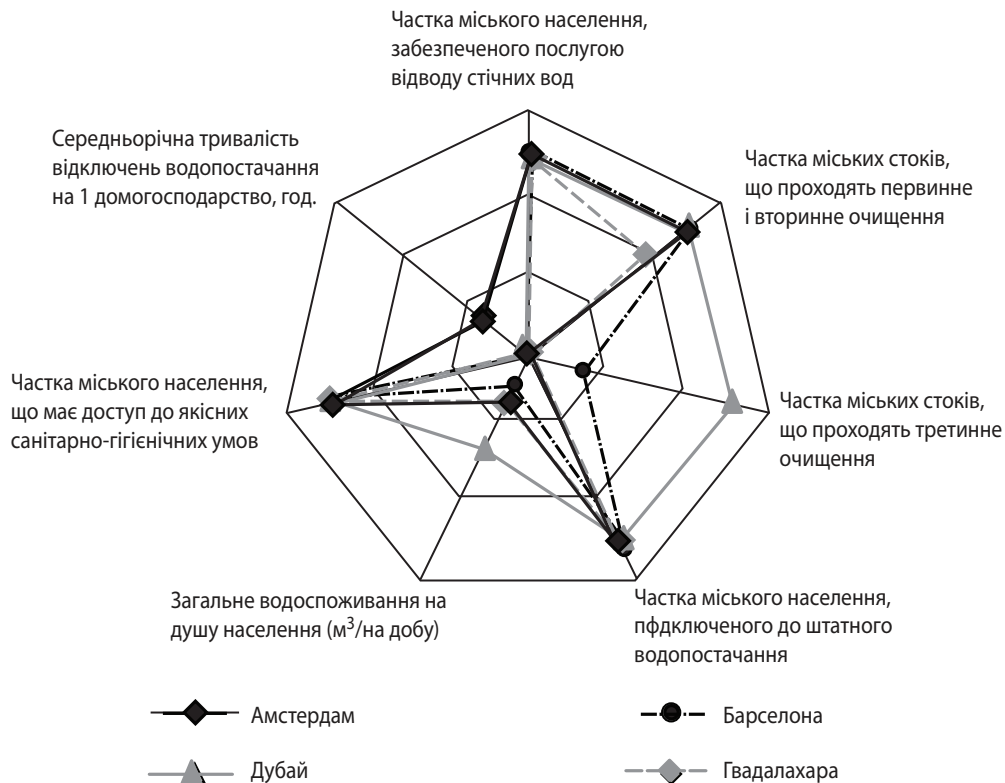 Частка міського населення,
забезпеченого послугою
відводу стічних вод
Середньорічна тривалість
відключень водопостачання
на 1 домогосподарство, год.
Частка міських стоків,
що проходять первинне
і вторинне очищення
Частка міського населення,
що має доступ до якісних
санітарно-гігієнічних умов
Частка міських стоків,
що проходять третинне
очищення
Загальне водоспоживання на
душу населення (м³/на добу)
Частка міського населення,
пфдключеного до штатного
водопостачання
Амстердам
Барселона
Дубай
Гвадалахара